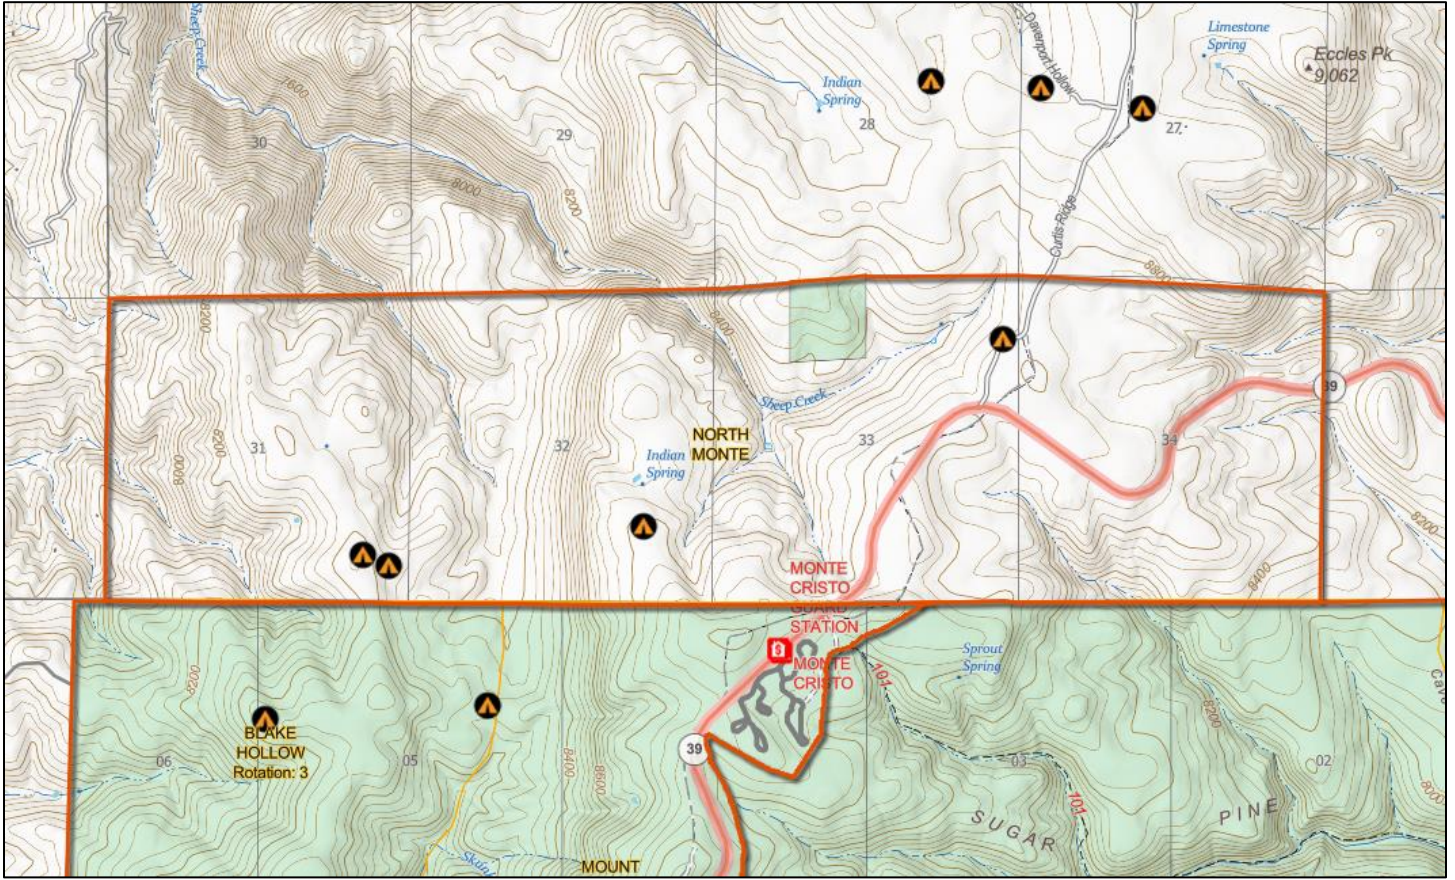 Sheep Creek
7600
30
29
8000
8200
Indian
Spring
28
Davenport Hollow
27
Limestone
Spring
Eccles Pk
9,062
Curtis Ridge
8800
8200
8400
8200
8000
31
32
Indian
Spring
NORTH
MONTE
Sheep Creek
33
34
39
8200
8400
MONTE
CRISTO
GUARD
STATION
MONTE
CRISTO
101
Sprout
Spring
8200
BLAKE
HOLLOW
Rotation: 3
06
05
8400
8600
39
03
101
SUGAR
PINE
8200
02
8000
MOUNT